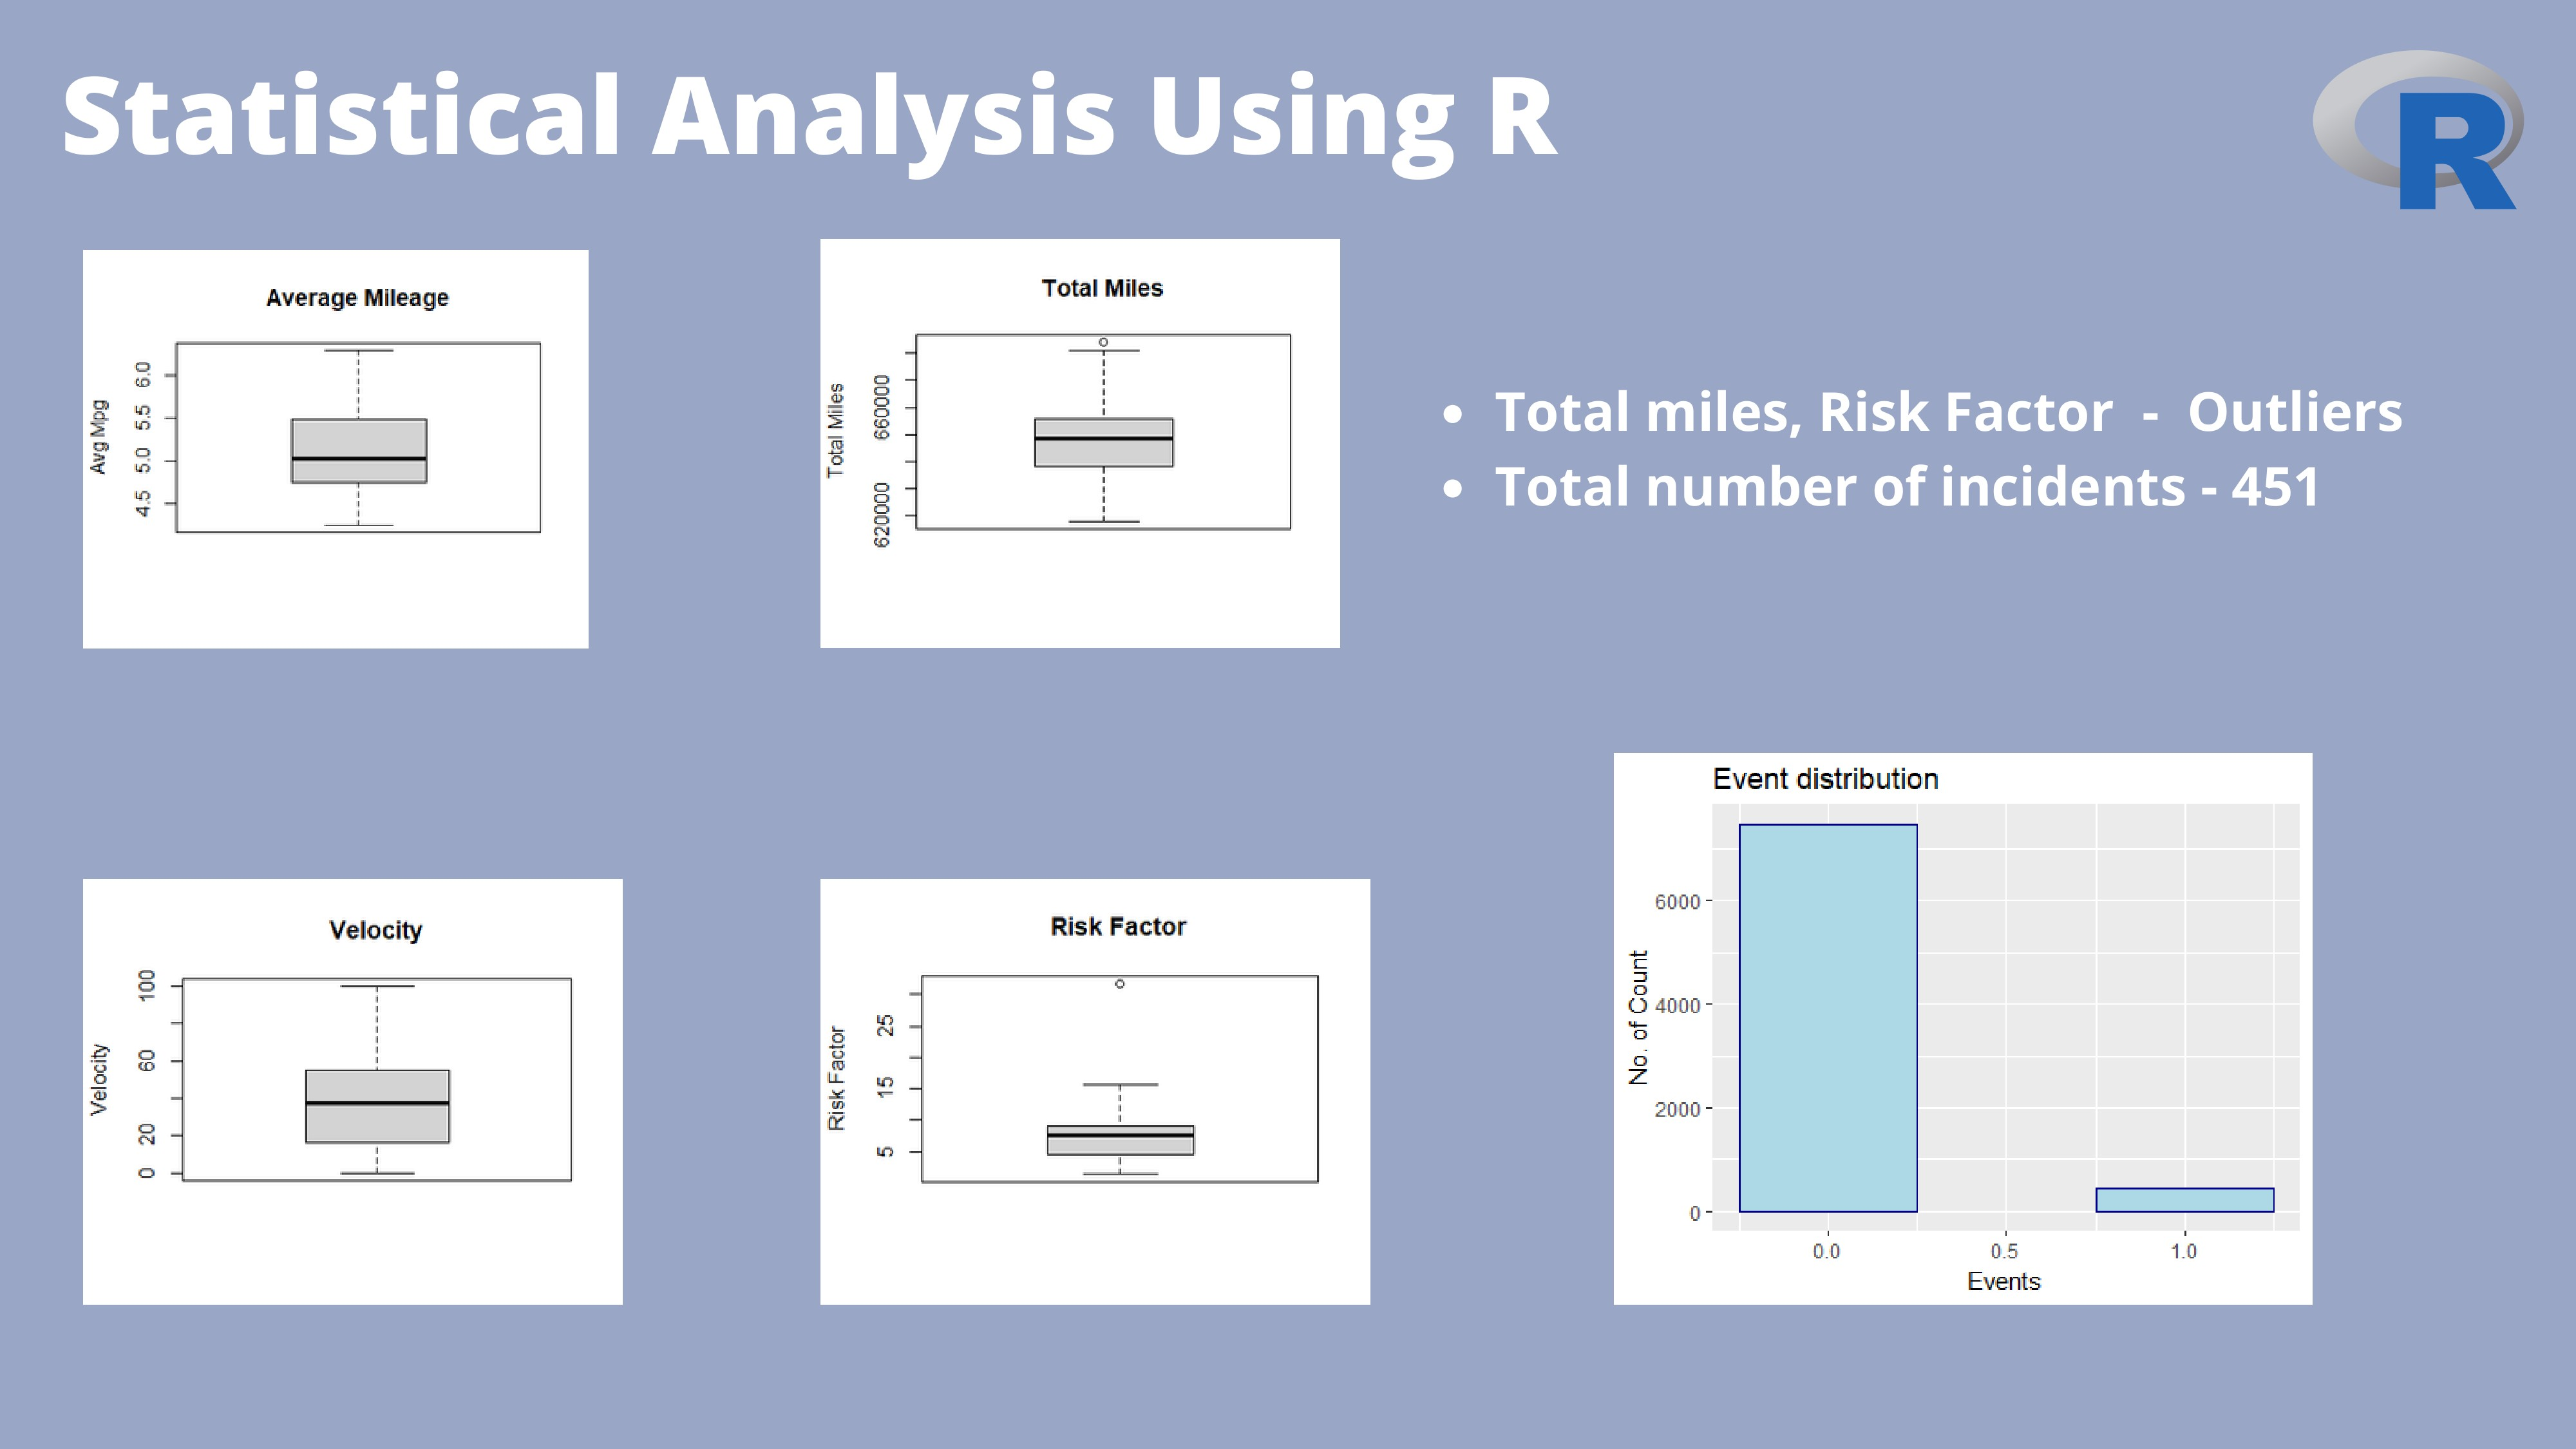 Statistical Analysis Using R
R
Average Mileage
Avg Mpg
6.0
5.5
5.0
4.5
Total Miles
Total Miles
660000
620000
• Total miles, Risk Factor - Outliers
• Total number of incidents - 451
Velocity
Velocity
100
60
20
0
Risk Factor
Risk Factor
25
15
5
Event distribution
No. of Count
6000
4000
2000
0
0.0 0.5 1.0
Events